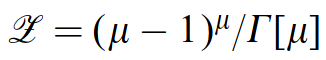 𝒵 = (μ − 1)^μ/Γ[μ]